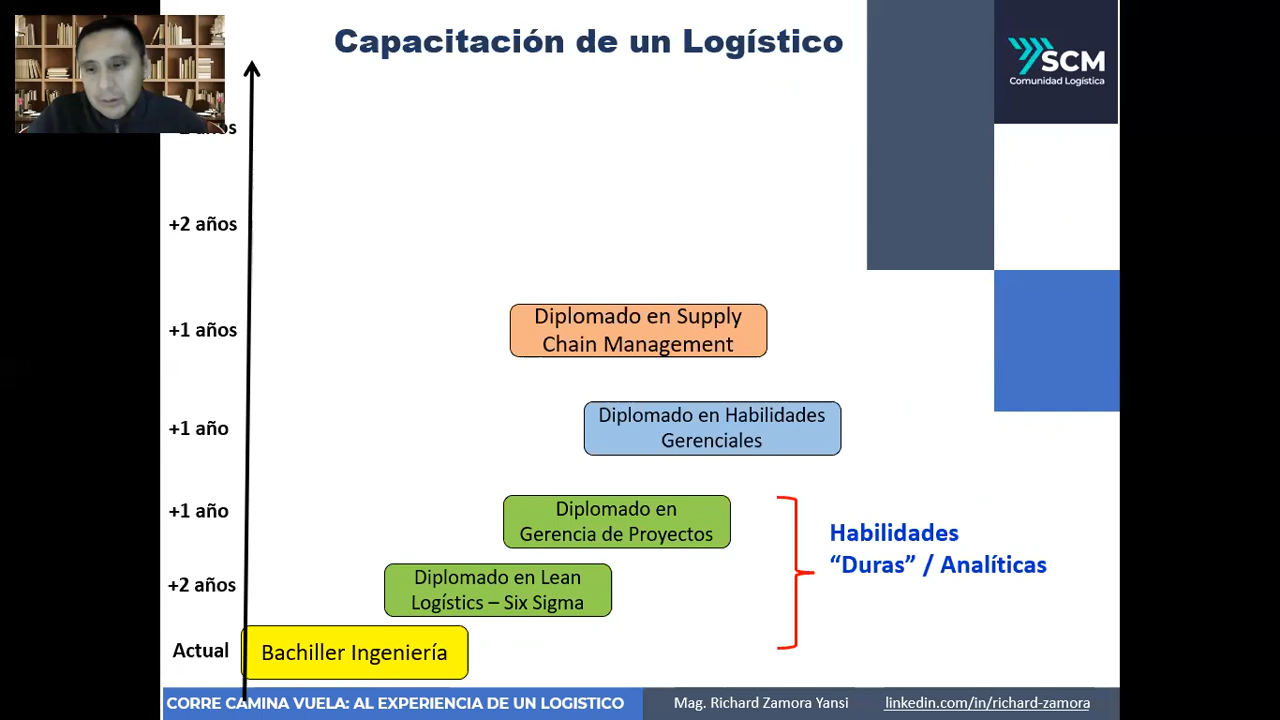 Capacitación de un Logístico
SCM
Comunidad Logística
años
+2 años
+1 años
Diplomado en Supply
Chain Management
+1 año
Diplomado en Habilidades
Gerenciales
+1 año
Diplomado en
Gerencia de Proyectos
Habilidades
“Duras” / Analíticas
+2 años
Diplomado en Lean
Logístics – Six Sigma
Actual
Bachiller Ingeniería
CORRE CAMINA VUELA: AL EXPERIENCIA DE UN LOGISTICO
Mag. Richard Zamora Yansi
linkedin.com/in/richard-zamora